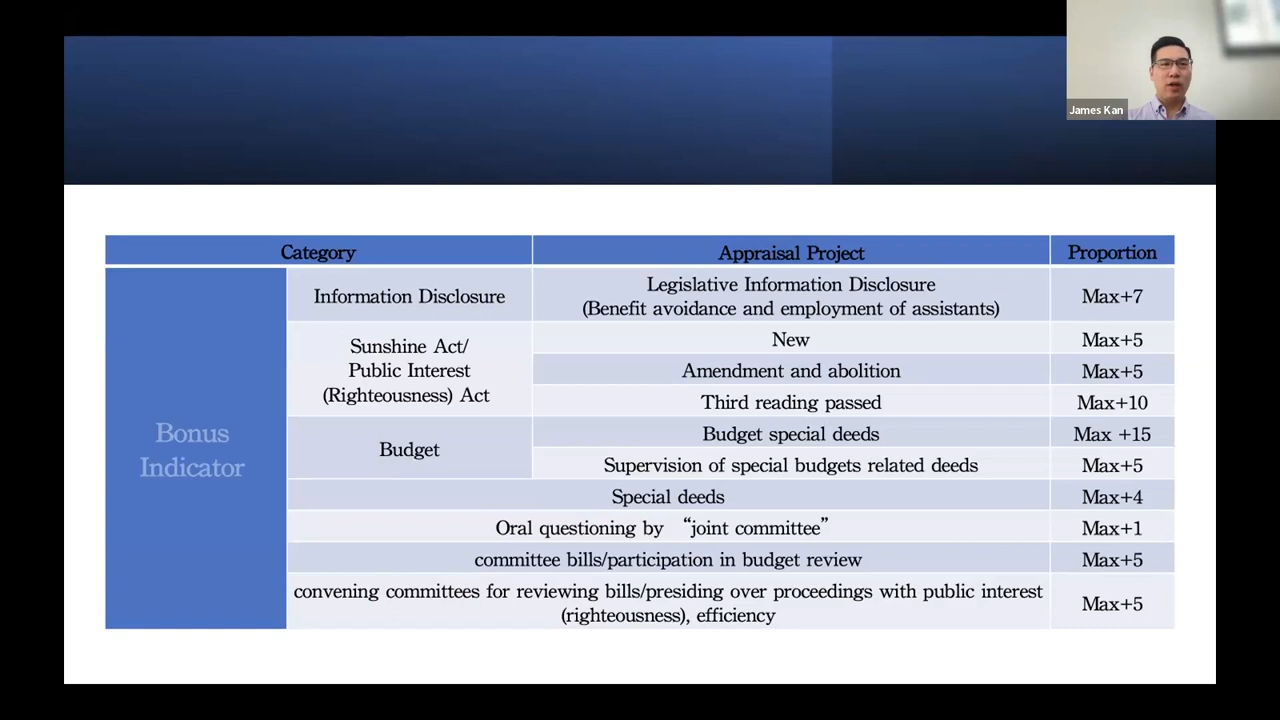 James Kan
Category Appraisal Project Proportion
Bonus
Indicator
Information Disclosure
Legislative Information Disclosure
(Benefit avoidance and employment of assistants)
Max+7
Sunshine Act/
Public Interest
(Righteousness) Act
New Max+5
Amendment and abolition Max+5
Third reading passed Max+10
Budget
Budget special deeds Max +15
Supervision of special budgets related deeds Max+5
Special deeds Max+4
Oral questioning by “joint committee” Max+1
committee bills/participation in budget review Max+5
convening committees for reviewing bills/presiding over proceedings with public interest
(righteousness), efficiency
Max+5